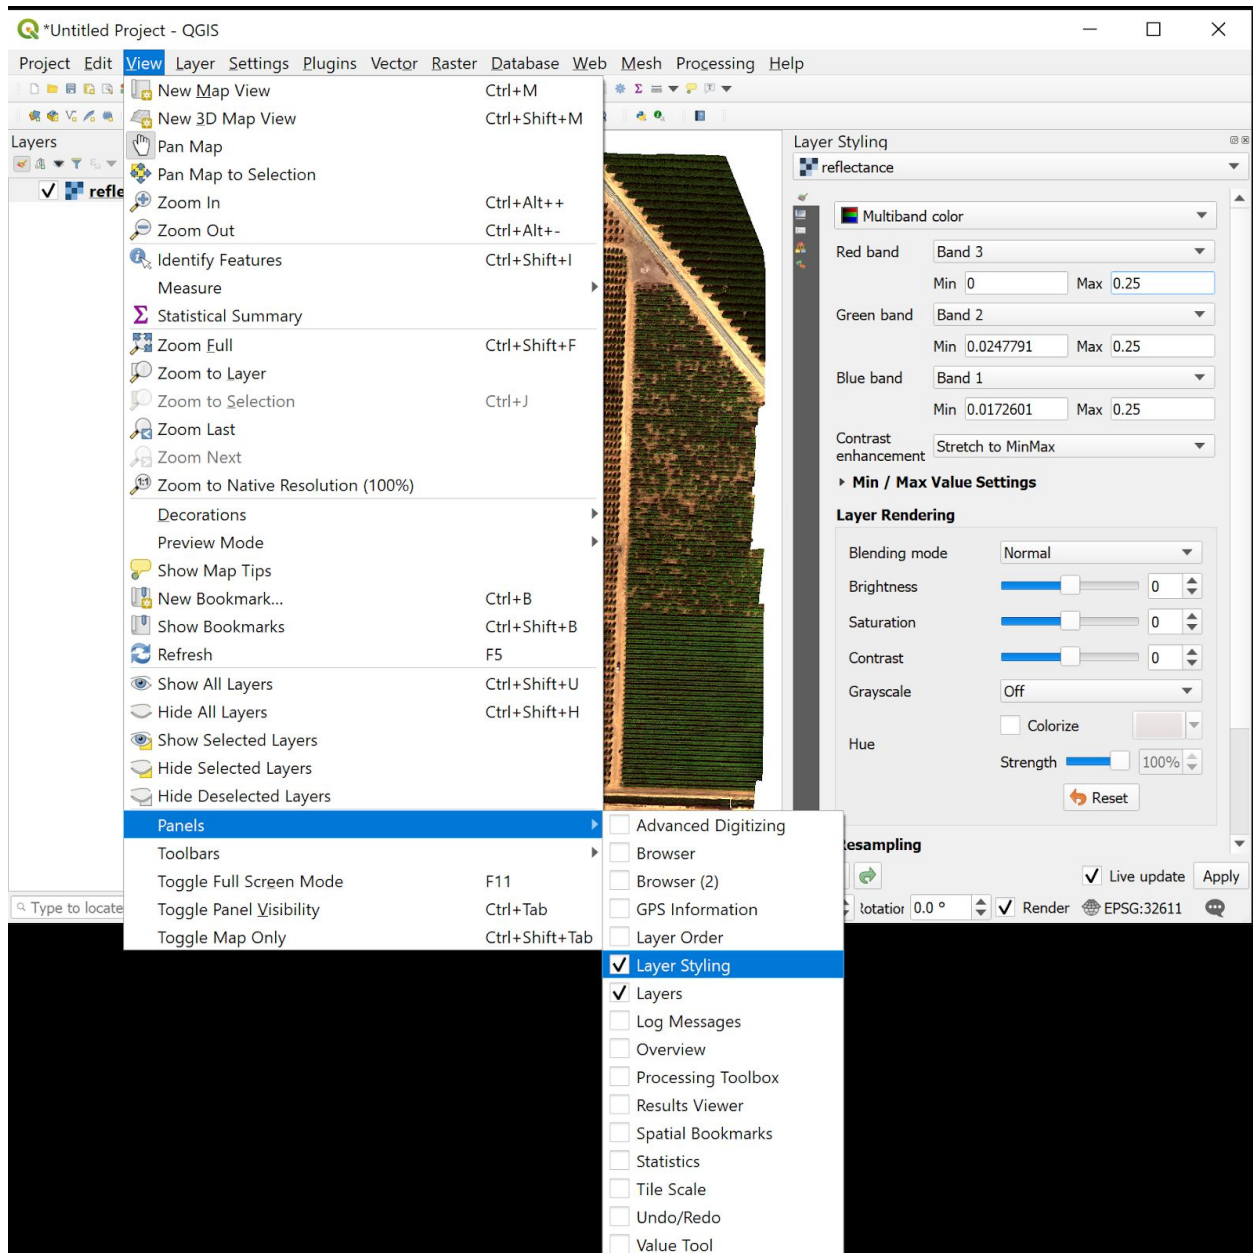 *Untitled Project - QGIS
Project Edit View Layer Settings Plugins Vector Raster Database Web Mesh Processing Help
New Map View Ctrl+M
New 3D Map View Ctrl+Shift+M
Pan Map
Pan Map to Selection
Zoom In Ctrl+Alt++
Zoom Out Ctrl+Alt+-
Identify Features Ctrl+Shift+I
Measure
Statistical Summary
Zoom Full Ctrl+Shift+F
Zoom to Layer
Zoom to Selection Ctrl+J
Zoom Last
Zoom Next
Zoom to Native Resolution (100%)
Decorations
Preview Mode
Show Map Tips
New Bookmark... Ctrl+B
Show Bookmarks Ctrl+Shift+B
Refresh F5
Show All Layers Ctrl+Shift+U
Hide All Layers Ctrl+Shift+H
Show Selected Layers
Hide Selected Layers
Hide Deselected Layers
Panels
Toolbars
Toggle Full Screen Mode F11
Toggle Panel Visibility Ctrl+Tab
Toggle Map Only Ctrl+Shift+Tab
Layers
refle
Type to locate
Advanced Digitizing
Browser
Browser (2)
GPS Information
Layer Order
Layer Styling
Layers
Log Messages
Overview
Processing Toolbox
Results Viewer
Spatial Bookmarks
Statistics
Tile Scale
Undo/Redo
Value Tool
Layer Styling
reflectance
Multiband color
Red band Band 3
Min 0 Max 0.25
Green band Band 2
Min 0.0247791 Max 0.25
Blue band Band 1
Min 0.0172601 Max 0.25
Contrast
enhancement Stretch to MinMax
Min / Max Value Settings
Layer Rendering
Blending mode Normal
Brightness 0
Saturation 0
Contrast 0
Grayscale Off
Colorize
Hue
Strength 100%
Reset
esampling
Live update Apply
otation 0.0 ° Render EPSG:32611